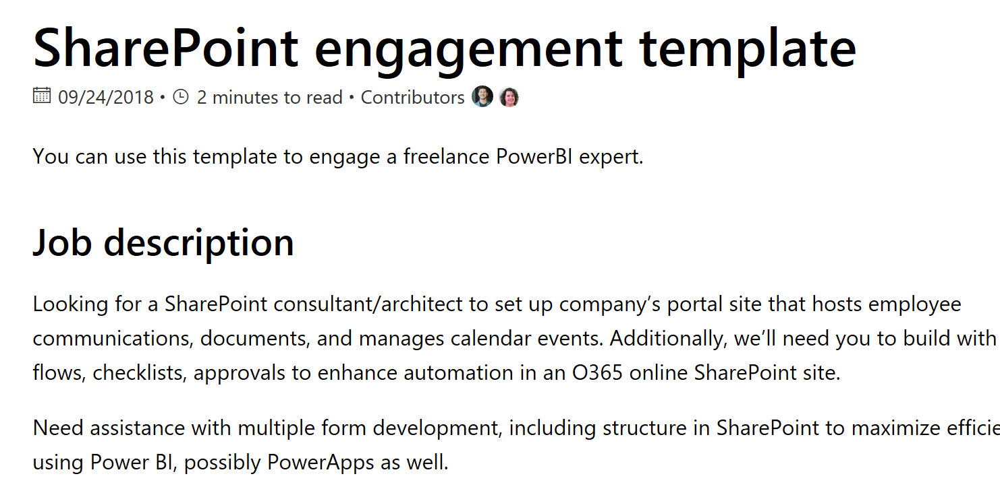 SharePoint engagement template
09/24/2018 • 2 minutes to read • Contributors
You can use this template to engage a freelance PowerBI expert.
Job description
Looking for a SharePoint consultant/architect to set up company’s portal site that hosts employee
communications, documents, and manages calendar events. Additionally, we’ll need you to build with
flows, checklists, approvals to enhance automation in an O365 online SharePoint site.
Need assistance with multiple form development, including structure in SharePoint to maximize
using Power BI, possibly PowerApps as well.